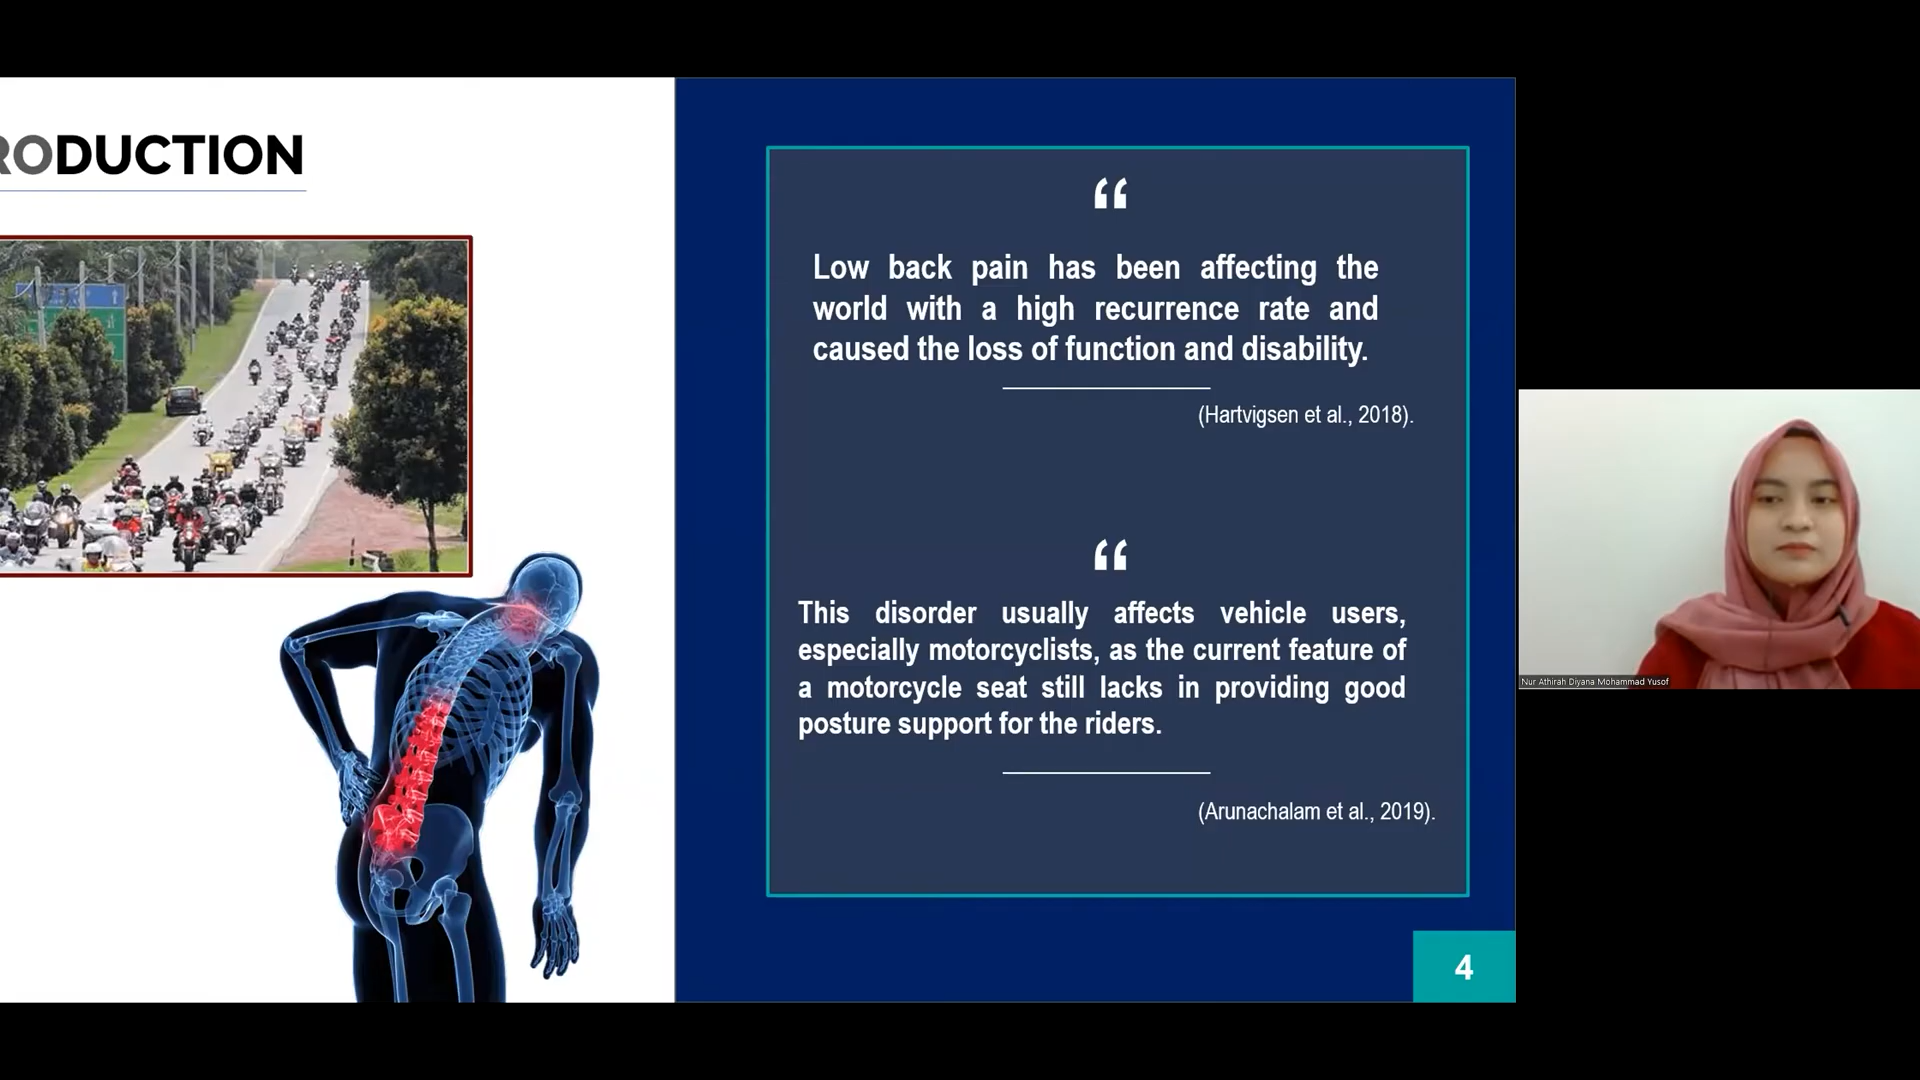 RODUCTION
“
Low back pain has been affecting the
world with a high recurrence rate and
caused the loss of function and disability.
(Hartvigsen et al., 2018).
“
This disorder usually affects vehicle users,
especially motorcyclists, as the current feature of
a motorcycle seat still lacks in providing good
posture support for the riders.
(Arunachalam et al., 2019).
4
Nur Athirah Diyana Mohammad Yusof